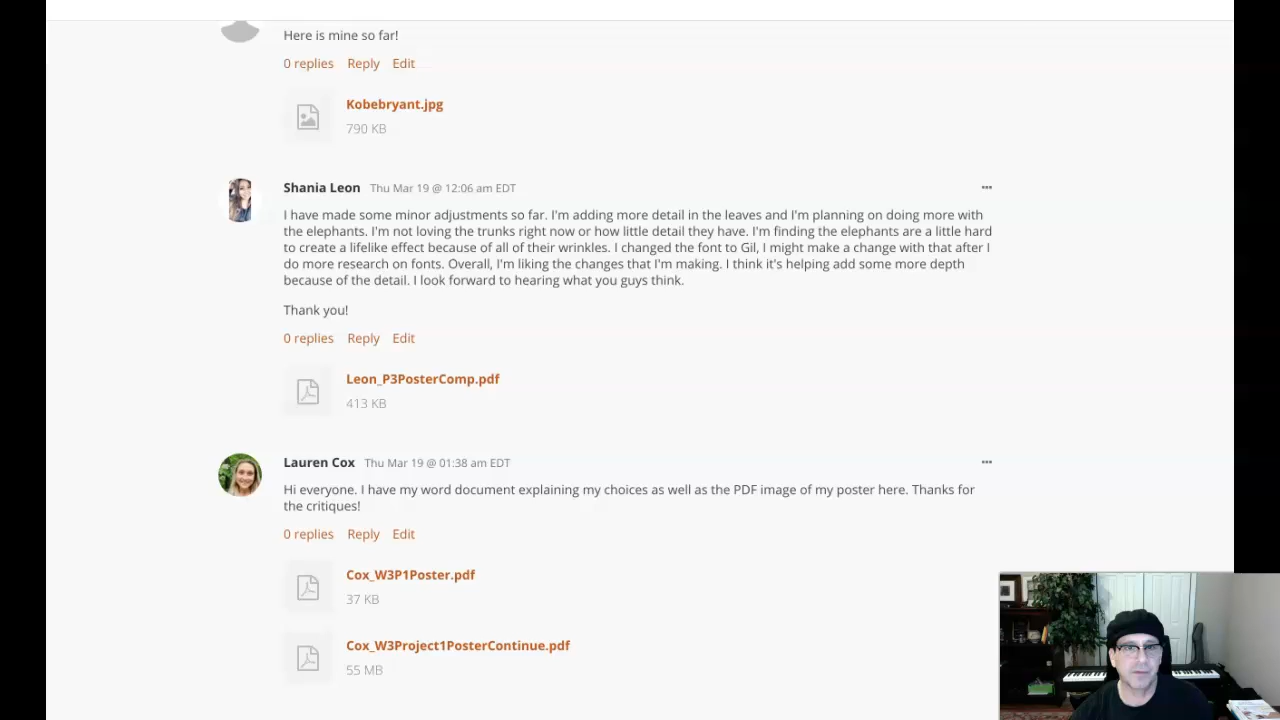 Here is mine so far!
0 replies Reply Edit
Kobebryant.jpg
790 KB
Shania Leon Thu Mar 19 @ 12:06 am EDT
I have made some minor adjustments so far. I'm adding more detail in the leaves and I'm planning on doing more with
the elephants. I'm not loving the trunks right now or how little detail they have. I'm finding the elephants are a little hard
to create a lifelike effect because of all of their wrinkles. I changed the font to Gil, I might make a change with that after I
do more research on fonts. Overall, I'm liking the changes that I'm making. I think it's helping add some more depth
because of the detail. I look forward to hearing what you guys think.
Thank you!
0 replies Reply Edit
Leon_P3PosterComp.pdf
413 KB
Lauren Cox Thu Mar 19 @ 01:38 am EDT
Hi everyone. I have my word document explaining my choices as well as the PDF image of my poster here. Thanks for
the critiques!
0 replies Reply Edit
Cox_W3P1Poster.pdf
37 KB
Cox_W3Project1PosterContinue.pdf
55 MB